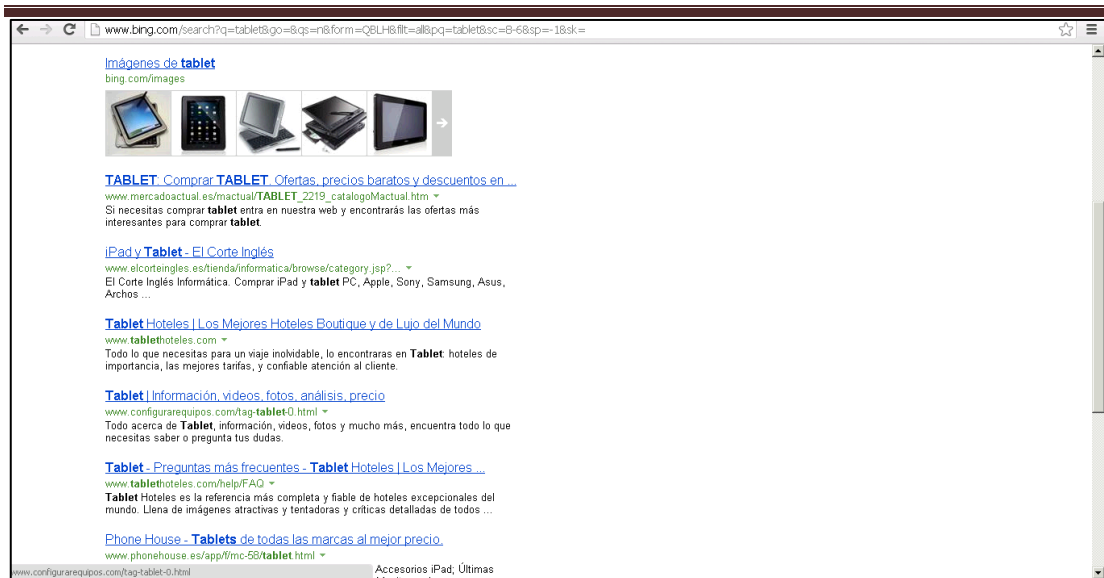 www.bing.com/search?q=tablet&go=&qs=n&form=QBLH&filt=all&pq=tablet&sc=8-6&sp=-1&sk=
Imágenes de tablet
bing.com/images
TABLET: Comprar TABLET. Ofertas, precios baratos y descuentos en ...
www.mercadoactual.es/mactual/TABLET_2219_catalogoMactual.htm
Si necesitas comprar tablet entra en nuestra web y encontrarás las ofertas más
interesantes para comprar tablet.
iPad y Tablet - El Corte Inglés
www.elcorteingles.es/tienda/informatica/browse/category.jsp?...
El Corte Inglés Informática. Comprar iPad y tablet PC, Apple, Sony, Samsung, Asus,
Archos ...
Tablet Hoteles | Los Mejores Hoteles Boutique y de Lujo del Mundo
www.tablethoteles.com
Todo lo que necesitas para un viaje inolvidable, lo encontraras en Tablet: hoteles de
importancia, las mejores tarifas, y confiable atención al cliente.
Tablet | Información, videos, fotos, análisis, precio
www.configurarequipos.com/tag-tablet-0.html
Todo acerca de Tablet, información, videos, fotos y mucho más, encuentra todo lo que
necesitas saber o pregunta tus dudas.
Tablet - Preguntas más frecuentes - Tablet Hoteles | Los Mejores ...
www.tablethoteles.com/help/FAQ
Tablet Hoteles es la referencia más completa y fiable de hoteles excepcionales del
mundo. Llena de imágenes atractivas y tentadoras y críticas detalladas de todos ...
Phone House - Tablets de todas las marcas al mejor precio.
www.phonehouse.es/app/f/mc-58/tablet.html
Accesorios iPad; Últimas
www.configurarequipos.com/tag-tablet-0.html